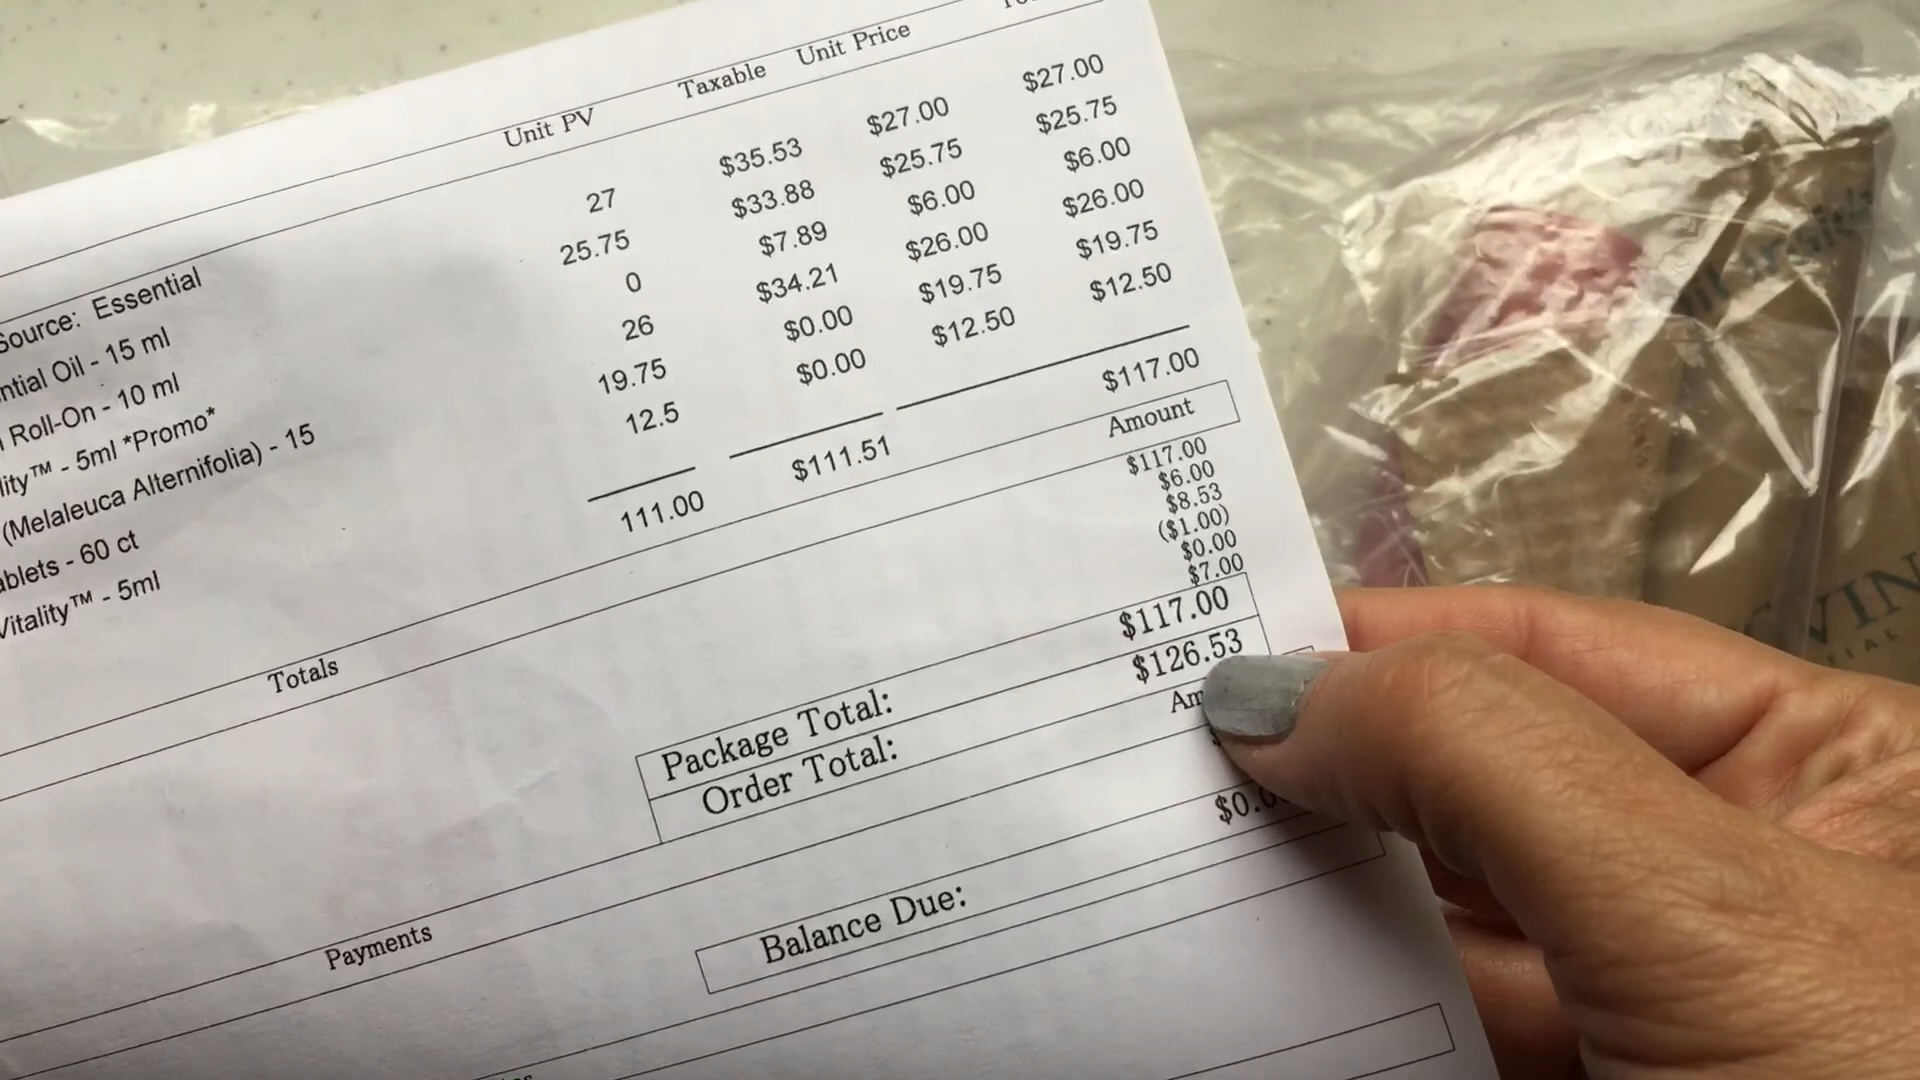 Unit PV Taxable Unit Price
27 $35.53 $27.00 $27.00
Source: Essential 25.75 $33.88 $25.75 $25.75
Oil - 15 ml 0 $7.89 $6.00 $6.00
Roll-On - 10 ml 26 $34.21 $26.00 $26.00
- 5ml *Promo* 19.75 $0.00 $19.75 $19.75
(Melaleuca Alternifolia) - 15 12.5 $0.00 $12.50 $12.50
- 60 ct
Vitality™ - 5ml
111.00 $111.51 $117.00
Totals Amount
$117.00
$6.00
$8.53
($1.00)
$0.00
$7.00
Package Total: $117.00
Order Total: $126.53
Payments
Balance Due: